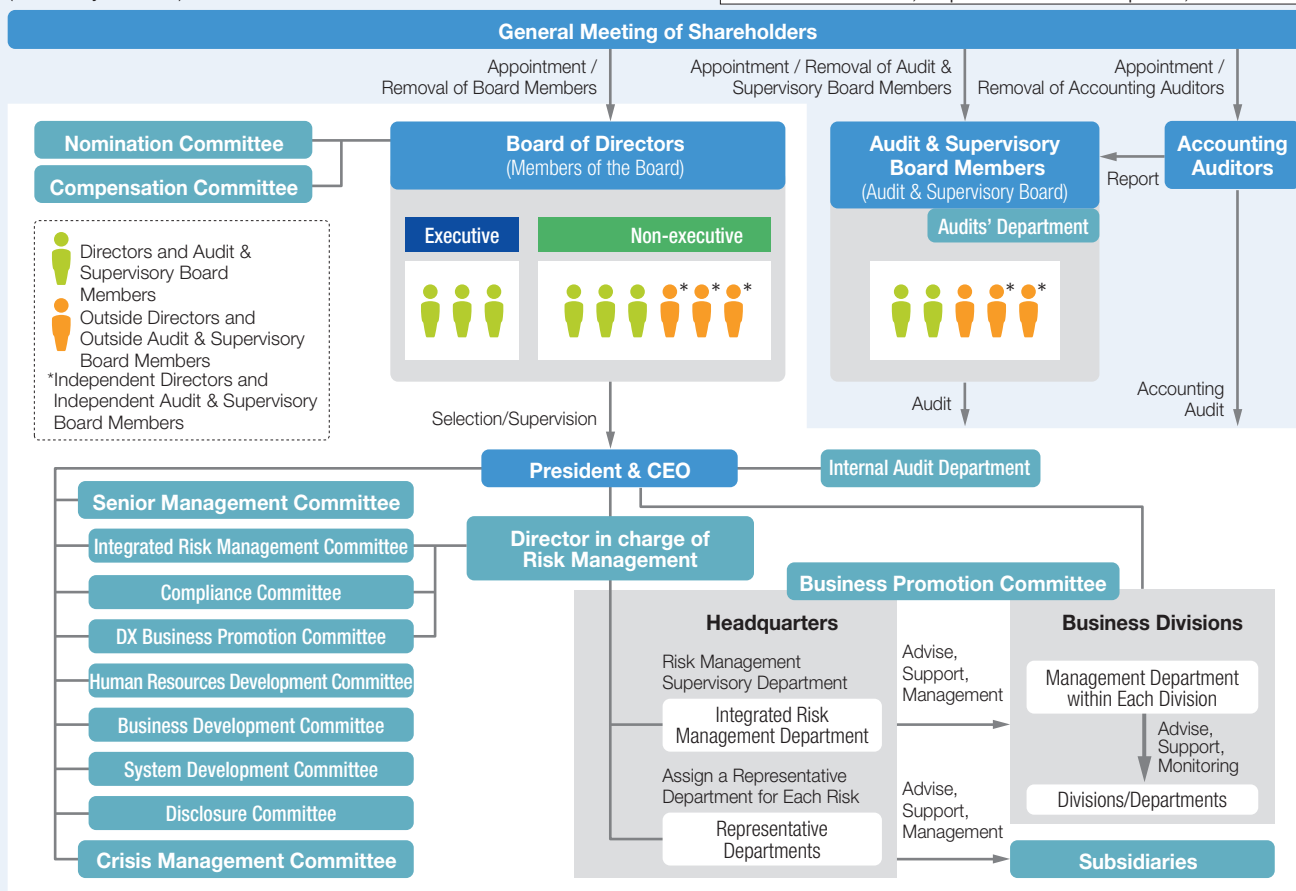 General Meeting of Shareholders
Appointment /
Removal of Board Members
Appointment / Removal of Audit &
Supervisory Board Members
Appointment /
Removal of Accounting Auditors
Nomination Committee
Compensation Committee
Board of Directors
(Members of the Board)
Audit & Supervisory
Board Members
(Audit & Supervisory Board)
Audits' Department
Report
Accounting
Auditors
Executive
Non-executive
* * *
* *
Directors and Audit &
Supervisory Board
Members
Outside Directors and
Outside Audit & Supervisory
Board Members
*Independent Directors and
Independent Audit & Supervisory
Board Members
Selection/Supervision
Audit
Accounting
Audit
President & CEO
Internal Audit Department
Senior Management Committee
Integrated Risk Management Committee
Compliance Committee
DX Business Promotion Committee
Human Resources Development Committee
Business Development Committee
System Development Committee
Disclosure Committee
Crisis Management Committee
Director in charge of
Risk Management
Business Promotion Committee
Headquarters
Risk Management
Supervisory Department
Integrated Risk
Management Department
Assign a Representative
Department for Each Risk
Representative
Departments
Advise,
Support,
Management
Advise,
Support,
Management
Business Divisions
Management Department
within Each Division
Advise,
Support,
Monitoring
Divisions/Departments
Subsidiaries